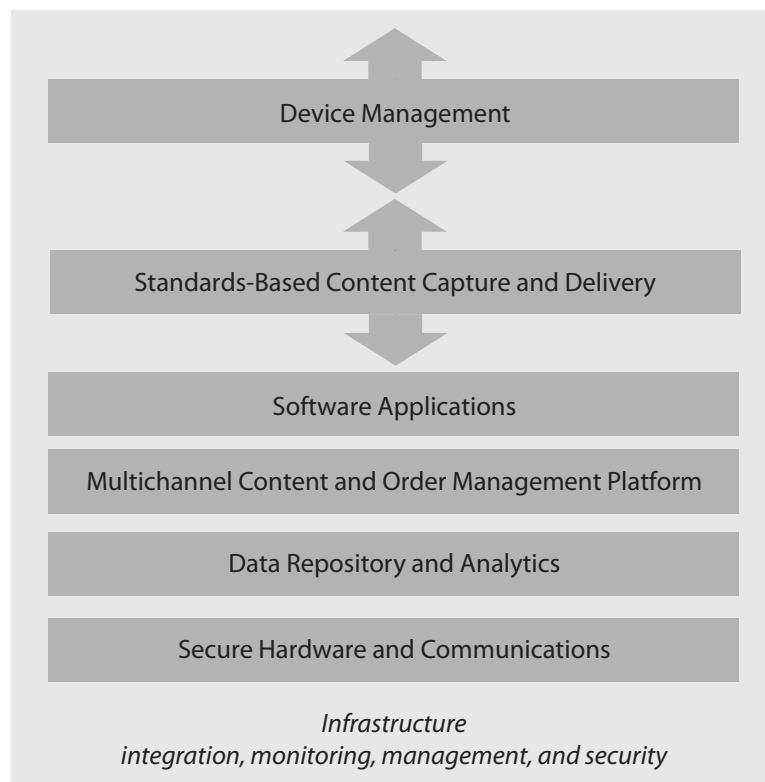 Device Management
Standards-Based Content Capture and Delivery
Software Applications
Multichannel Content and Order Management Platform
Data Repository and Analytics
Secure Hardware and Communications
Infrastructure
integration, monitoring, management, and security